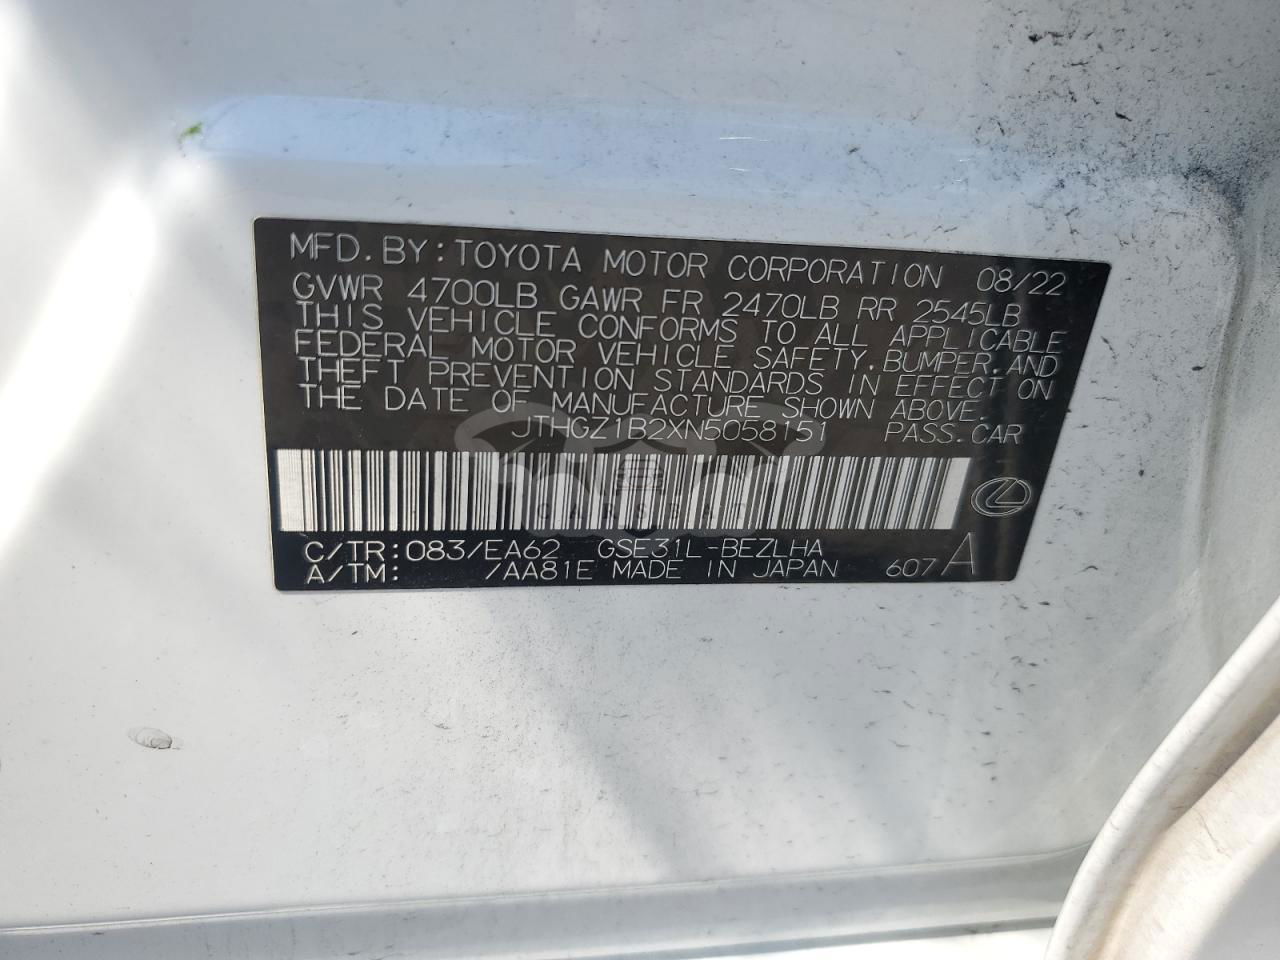 MFD. BY: TOYOTA MOTOR CORPORATION 08/22
GVWR 4700LB GAWR FR 2470LB RR 2545LB
THIS VEHICLE CONFORMS TO ALL APPLICABLE
FEDERAL MOTOR VEHICLE SAFETY, BUMPER, AND
THEFT PREVENTION STANDARDS IN EFFECT ON
THE DATE OF MANUFACTURE SHOWN ABOVE.
JTHGZ1B2XN5058151 PASS. CAR
C/TR: 083/EA62 GSE31L-BEZLHA
A/TM: /AA81E MADE IN JAPAN 607A